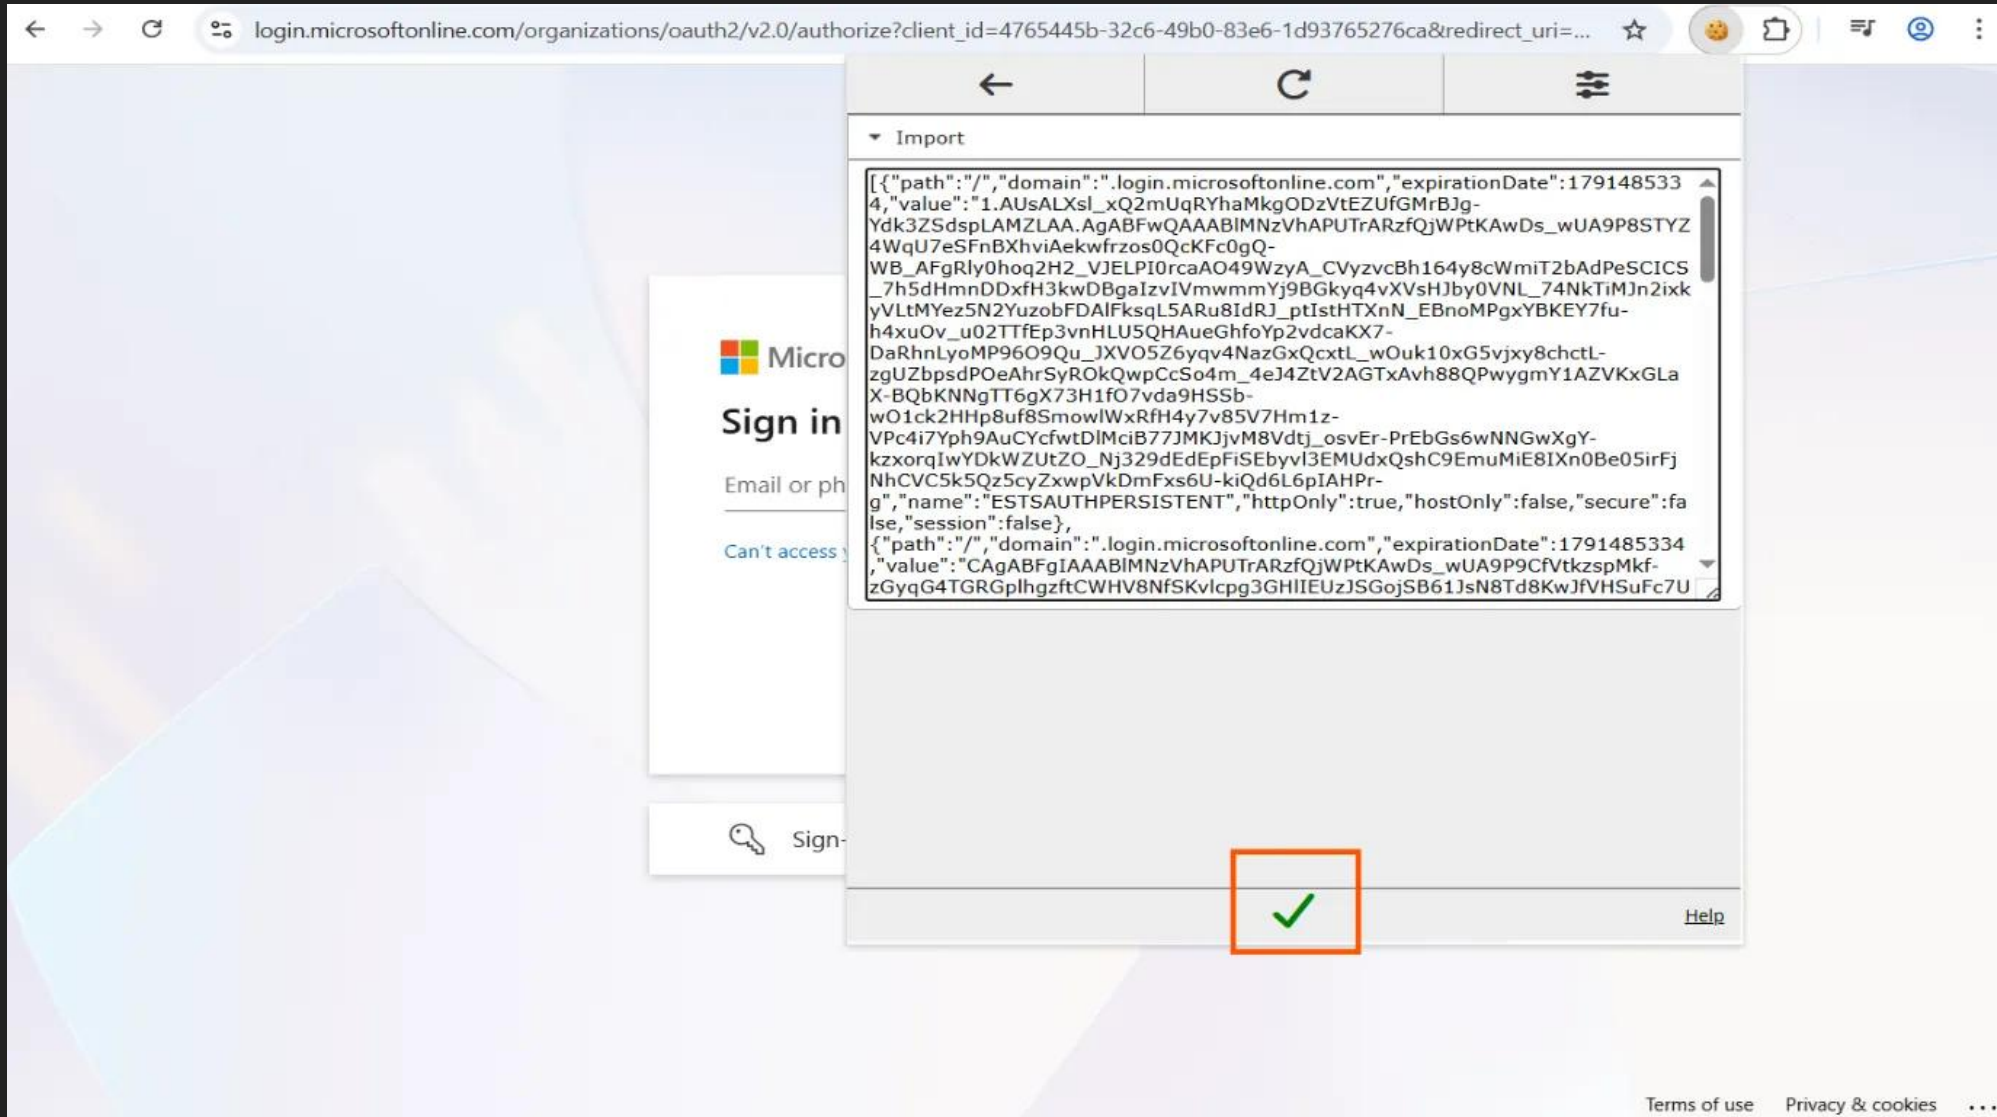 login.microsoftonline.com/organizations/oauth2/v2.0/authorize?client_id=4765445b-32c6-49b0-83e6-1d93765276ca&redirect_uri=...
Import
[{"path":"/","domain":".login.microsoftonline.com","expirationDate":179148533
4,"value":"1.AUsALXsl_xQ2mUqRYhaMkgODzVtEZUfGMrBJg-
Ydk3ZSdspLAMZLAA.AgABFwQAAABlMNzVhAPUTrARzfQjWPtKAwDs_wUA9P8STYZ
4WqU7eSFnBXhviAekwfrzos0QcKFc0gQ-
WB_AFgRly0hoq2H2_VJELPI0rcaAO49WzyA_CVyzvcBh164y8cWmiT2bAdPeSCICS
_7h5dHmnDDxfH3kwDBgaIzvIVmwmmYj9BGkyq4vXVsHJby0VNL_74NkTiMJn2ixk
yVLtMYez5N2YuzobFDAlFksqL5ARu8IdRJ_ptIstHTXnN_EBnoMPgxYBKEY7fu-
h4xuOv_u02TTfEp3vnHLU5QHAueGhfoYp2vdcaKX7-
DaRhnLyoMP96O9Qu_JXVO5Z6yqv4NazGxQcxtL_wOuk10xG5vjxy8chctL-
zgUZbpsdPOeAhrSyROkQwpCcSo4m_4eJ4ZtV2AGTxAvh88QPwygmY1AZVKxGLa
X-BQbKNNgTT6gX73H1fO7vda9HSSb-
wO1ck2HHp8uf8SmowlWxRfH4y7v85V7Hm1z-
VPc4i7Yph9AuCYcfwtDlMciB77JMKJjvM8Vdtj_osvEr-PrEbGs6wNNGwXgY-
kzxorqIwYDkWZUtZO_Nj329dEdEpFiSEbyvl3EMUdxQshC9EmuMiE8IXn0Be05irFj
NhCVC5k5Qz5cyZxwpVkDmFxs6U-kiQd6L6pIAHPr-
g","name":"ESTSAUTHPERSISTENT","httpOnly":true,"hostOnly":false,"secure":fa
lse,"session":false},
{"path":"/","domain":".login.microsoftonline.com","expirationDate":1791485334
,"value":"CAgABFgIAAABlMNzVhAPUTrARzfQjWPtKAwDs_wUA9P9CfVtkzspMkf-
zGyqG4TGRGplhgzftCWHV8NfSKvlcpg3GHlIEUzJSGojSB61JsN8Td8KwJfVHSuFc7U
Micro
Sign in
Email or ph
Can't access y
Sign-
Help
Terms of use Privacy & cookies ...